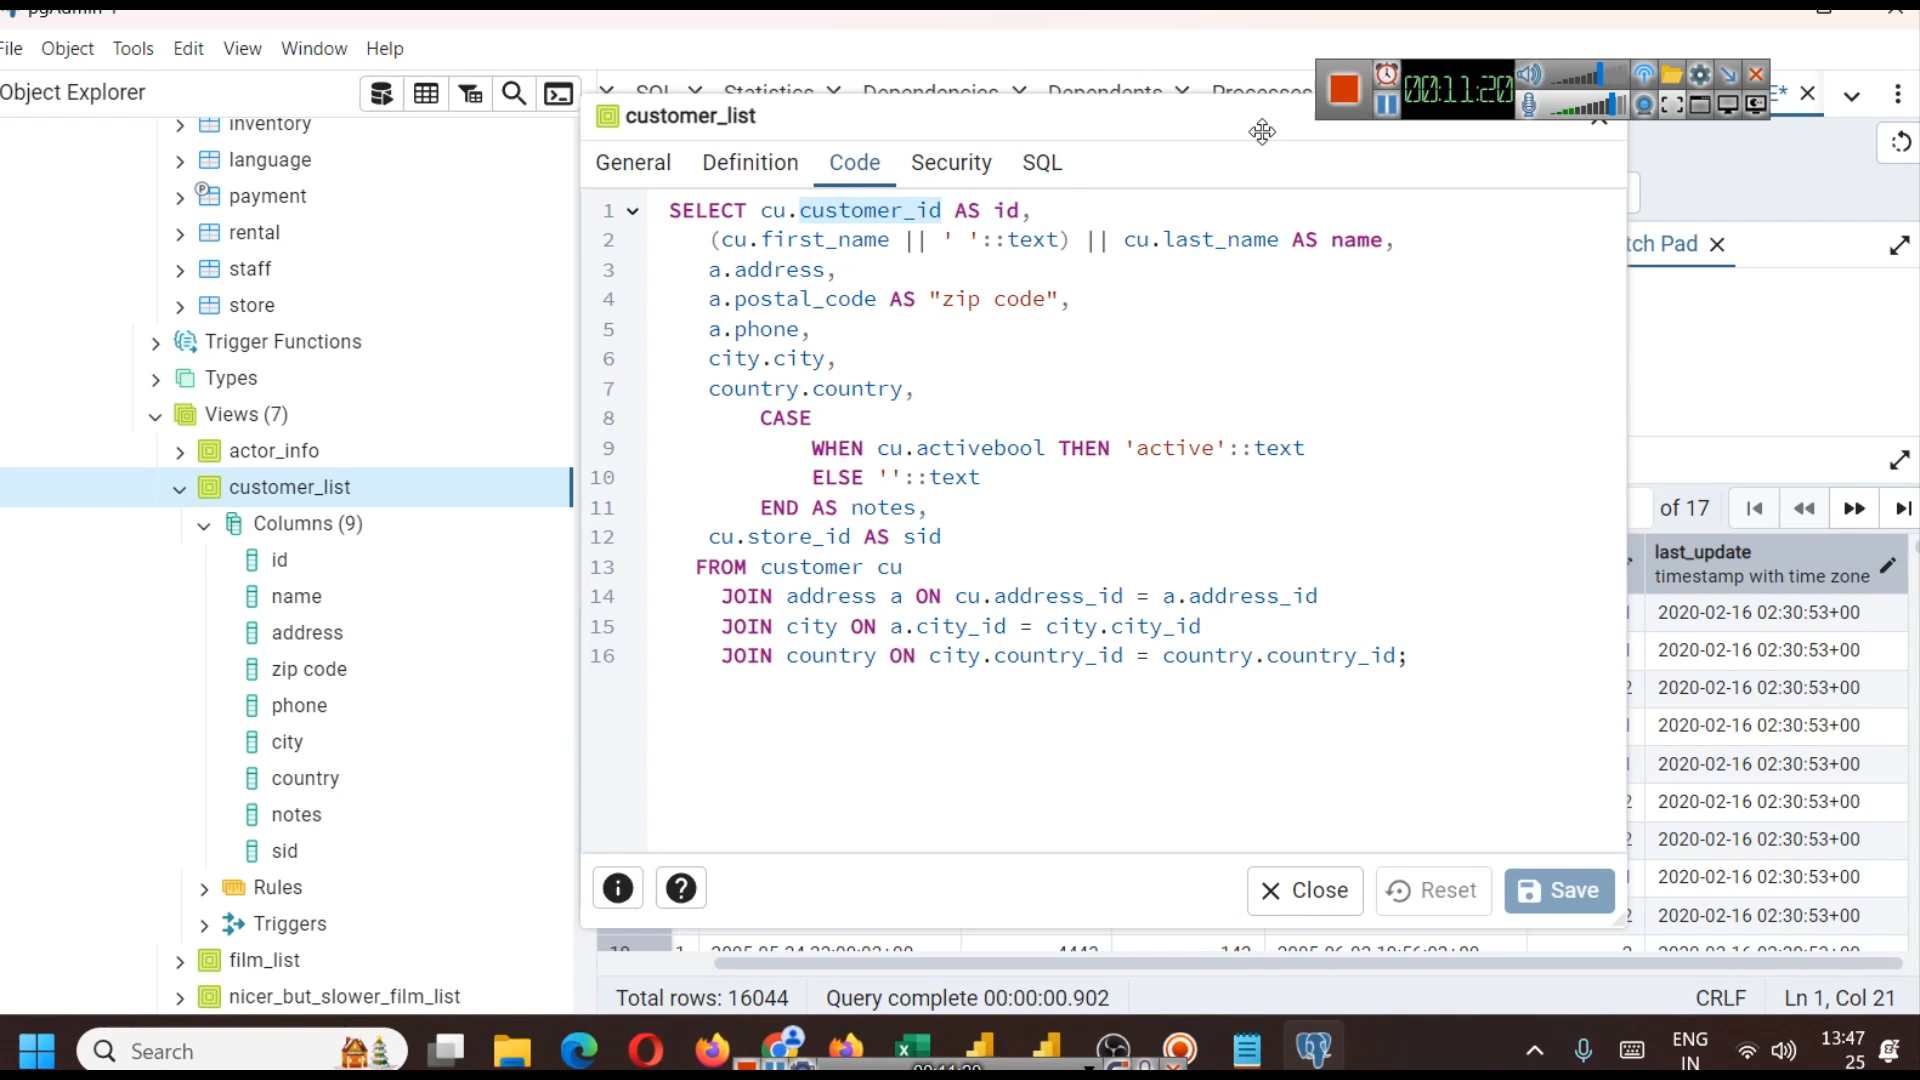 File Object Tools Edit View Window Help
Object Explorer
inventory
language
payment
rental
staff
store
Trigger Functions
Types
Views (7)
actor_info
customer_list
Columns (9)
id
name
address
zip code
phone
city
country
notes
sid
Rules
Triggers
film_list
nicer_but_slower_film_list
SQL Statistics Dependencies Dependents Processes
00:11:20
customer_list
General Definition Code Security SQL
1 SELECT cu.customer_id AS id,
2 (cu.first_name || ' '::text) || cu.last_name AS name,
3 a.address,
4 a.postal_code AS "zip code",
5 a.phone,
6 city.city,
7 country.country,
8 CASE
9 WHEN cu.activebool THEN 'active'::text
10 ELSE ''::text
11 END AS notes,
12 cu.store_id AS sid
13 FROM customer cu
14 JOIN address a ON cu.address_id = a.address_id
15 JOIN city ON a.city_id = city.city_id
16 JOIN country ON city.country_id = country.country_id;
Close Reset Save
tch Pad
of 17
last_update
timestamp with time zone
2020-02-16 02:30:53+00
2020-02-16 02:30:53+00
2020-02-16 02:30:53+00
2020-02-16 02:30:53+00
2020-02-16 02:30:53+00
2020-02-16 02:30:53+00
2020-02-16 02:30:53+00
2020-02-16 02:30:53+00
2020-02-16 02:30:53+00
Total rows: 16044 Query complete 00:00:00.902 CRLF Ln 1, Col 21
Search
ENG
IN
13:47
25